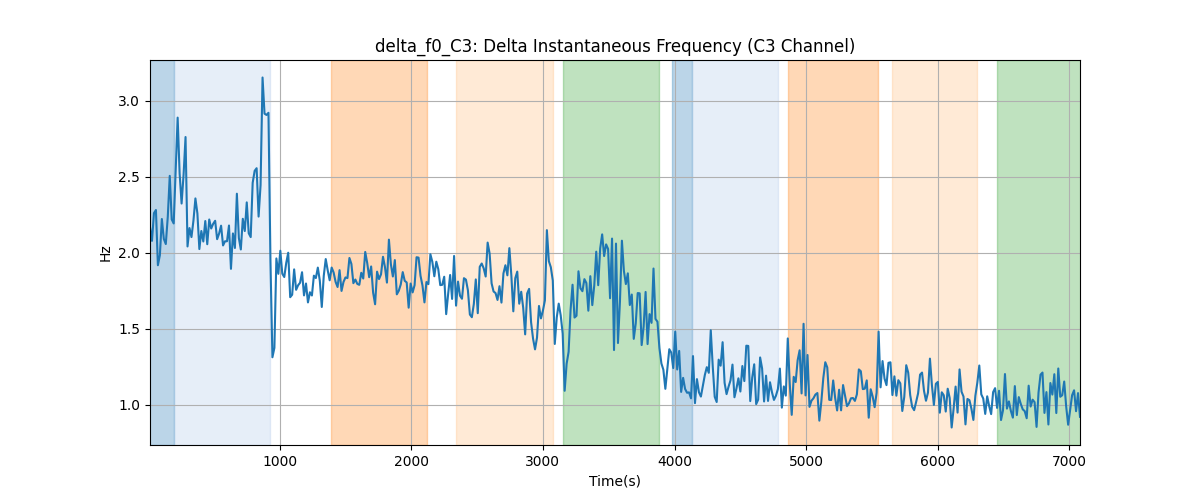 delta_f0_C3: Delta Instantaneous Frequency (C3 Channel)
Hz
3.0
2.5
2.0
1.5
1.0
1000 2000 3000 4000 5000 6000 7000
Time(s)